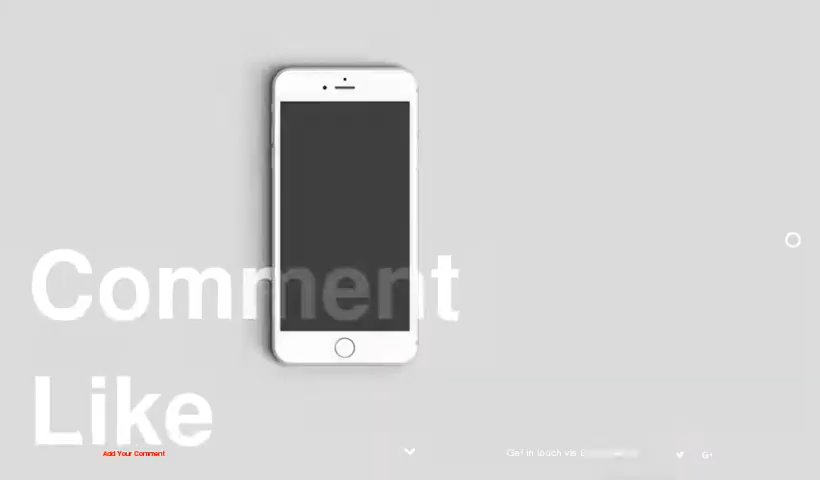 Comment
Like
Add Your Comment
Get in touch via
G+